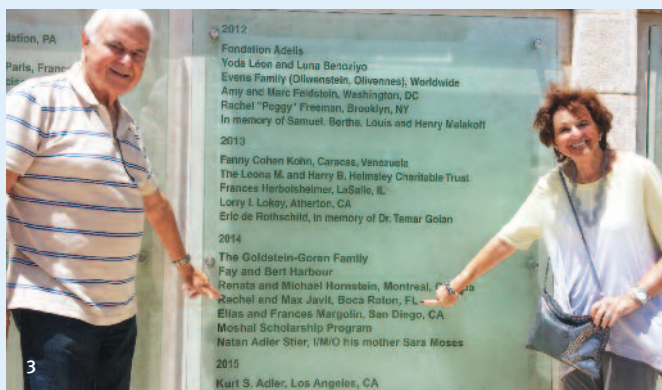 dation, PA
Paris, Franc
2012
Fondation Adelis
Yoda Léon and Luna Benoziyo
Evens Family (Oliwenstein, Olivennes), Worldwide
Amy and Marc Feldstein, Washington, DC
Rachel "Peggy" Freeman, Brooklyn, NY
In memory of Samuel, Bertha, Louis and Henry Malakoff
2013
Fanny Cohen Kohn, Caracas, Venezuela
The Leona M. and Harry B. Helmsley Charitable Trust
Frances Herbolsheimer, LaSalle, IL
Lorry I. Lokey, Atherton, CA
Eric de Rothschild, in memory of Dr. Tamar Golan
2014
The Goldstein-Goren Family
Fay and Bert Harbour
Renata and Michael Hornstein, Montreal,
Rachel and Max Javit, Boca Raton, FL
Elias and Frances Margolin, San Diego, CA
Moshal Scholarship Program
Natan Adler Stier, I/M/O his mother Sara Moses
2015
Kurt S. Adler, Los Angeles, CA
3